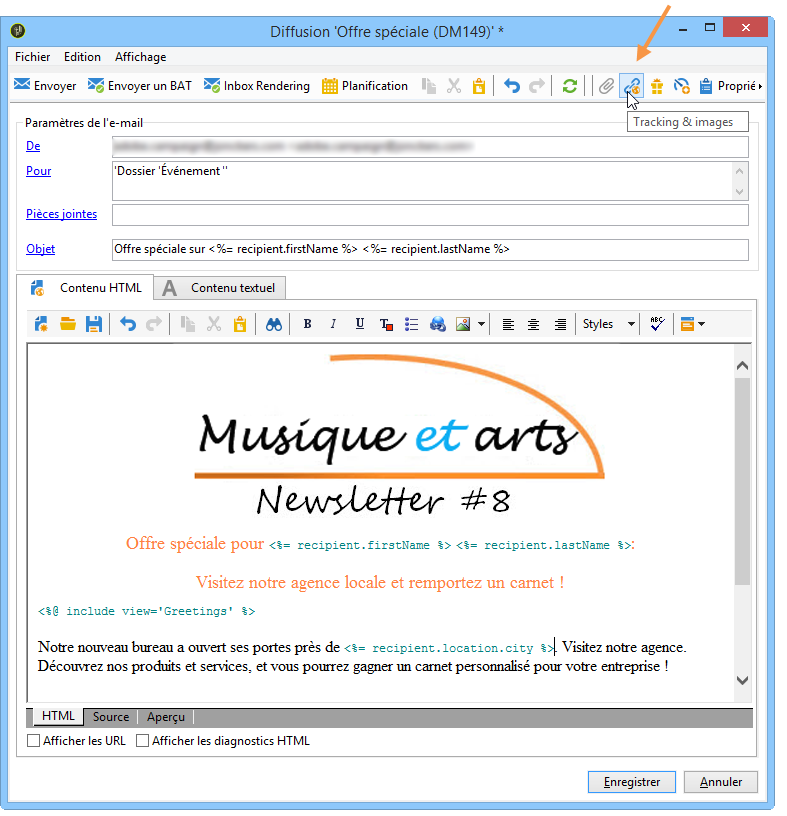 Diffusion 'Offre spéciale (DM149)' *
Fichier Edition Affichage
Envoyer Envoyer un BAT Inbox Rendering Planification Proprié
Tracking & images
Paramètres de l'e-mail
De
Pour 'Dossier 'Événement ''
Pièces jointes
Objet Offre spéciale sur <%= recipient.firstName %> <%= recipient.lastName %>
Contenu HTML A Contenu textuel
B I U T Styles ABC
Musique et arts
Newsletter #8
Offre spéciale pour <%= recipient.firstName %> <%= recipient.lastName %>:
Visitez notre agence locale et remportez un carnet !
<%@ include view='Greetings' %>
Notre nouveau bureau a ouvert ses portes près de <%= recipient.location.city %>. Visitez notre agence.
Découvrez nos produits et services, et vous pourrez gagner un carnet personnalisé pour votre entreprise !
HTML Source Aperçu
Afficher les URL Afficher les diagnostics HTML
Enregistrer Annuler